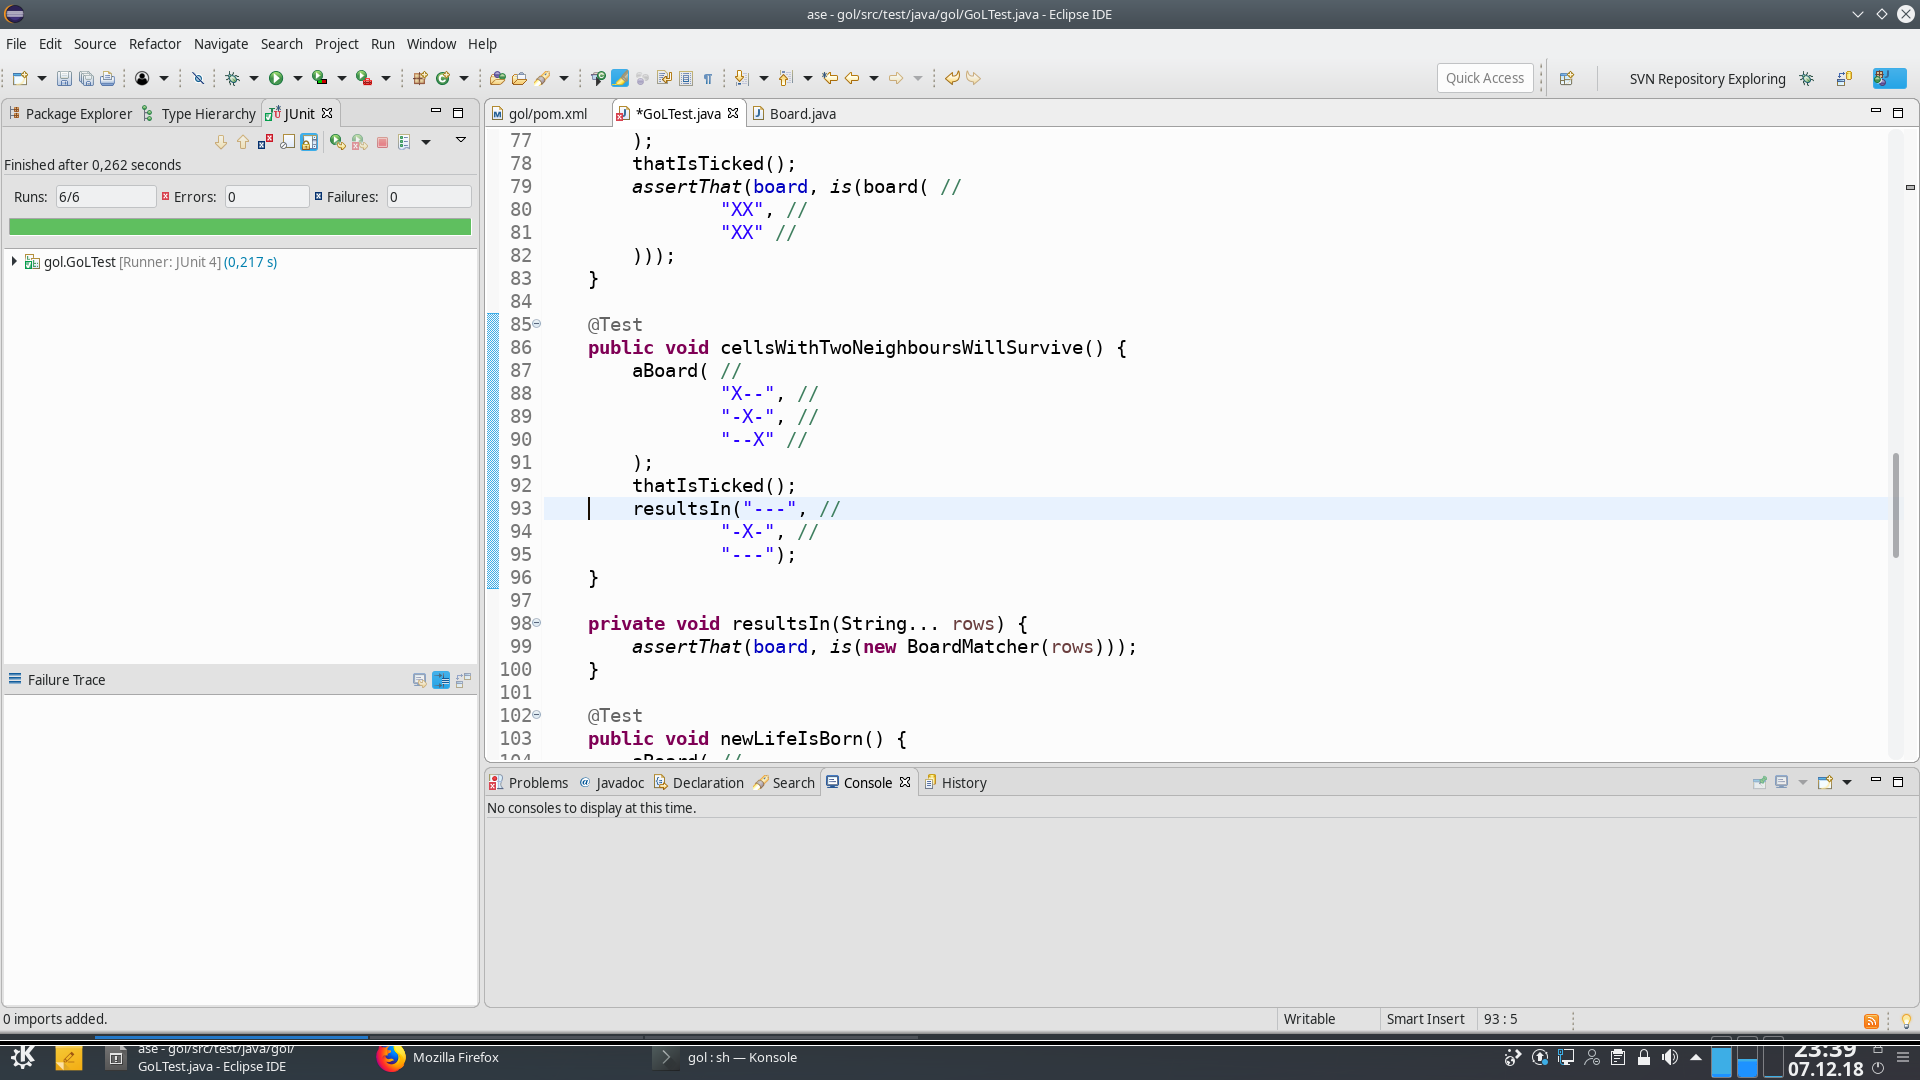 ase - gol/src/test/java/gol/GoLTest.java - Eclipse IDE
File Edit Source Refactor Navigate Search Project Run Window Help
Quick Access
SVN Repository Exploring
Package Explorer Type Hierarchy JUnit
gol/pom.xml *GoLTest.java Board.java
Finished after 0,262 seconds
Runs: 6/6 Errors: 0 Failures: 0
gol.GoLTest [Runner: JUnit 4] (0,217 s)
Failure Trace
77 );
78 thatIsTicked();
79 assertThat(board, is(board( //
80 "XX", //
81 "XX" //
82 )));
83 }
84
85 @Test
86 public void cellsWithTwoNeighboursWillSurvive() {
87 aBoard( //
88 "X--", //
89 "-X-", //
90 "--X" //
91 );
92 thatIsTicked();
93 resultsIn("---", //
94 "-X-", //
95 "---");
96 }
97
98 private void resultsIn(String... rows) {
99 assertThat(board, is(new BoardMatcher(rows)));
100 }
101
102 @Test
103 public void newLifeIsBorn() {
104 aBoard( //
Problems Javadoc Declaration Search Console History
No consoles to display at this time.
0 imports added.
Writable Smart Insert 93 : 5
ase - gol/src/test/java/gol/
GoLTest.java - Eclipse IDE
Mozilla Firefox
gol : sh — Konsole
23:39
07.12.18